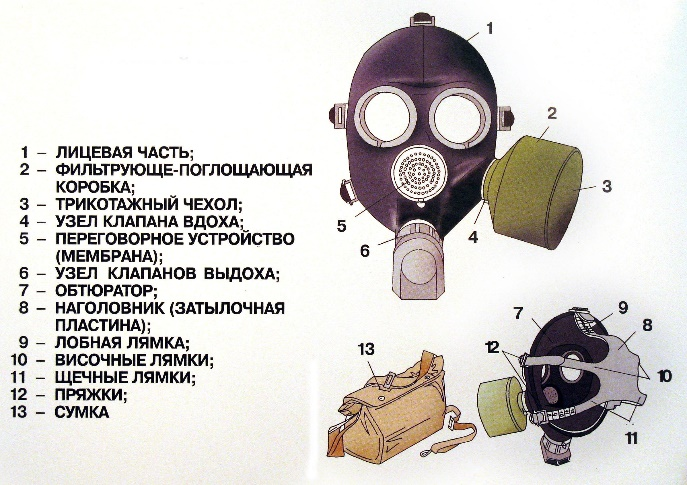 1 – ЛИЦЕВАЯ ЧАСТЬ;
2 – ФИЛЬТРУЮЩЕ-ПОГЛОЩАЮЩАЯ
КОРОБКА;
3 – ТРИКОТАЖНЫЙ ЧЕХОЛ;
4 – УЗЕЛ КЛАПАНА ВДОХА;
5 – ПЕРЕГОВОРНОЕ УСТРОЙСТВО
(МЕМБРАНА);
6 – УЗЕЛ КЛАПАНОВ ВЫДОХА;
7 – ОБТЮРАТОР;
8 – НАГОЛОВНИК (ЗАТЫЛОЧНАЯ
ПЛАСТИНА);
9 – ЛОБНАЯ ЛЯМКА;
10 – ВИСОЧНЫЕ ЛЯМКИ;
11 – ЩЕЧНЫЕ ЛЯМКИ;
12 – ПРЯЖКИ;
13 – СУМКА
1
2
3
4
5
6
7
9
8
12
10
11
13